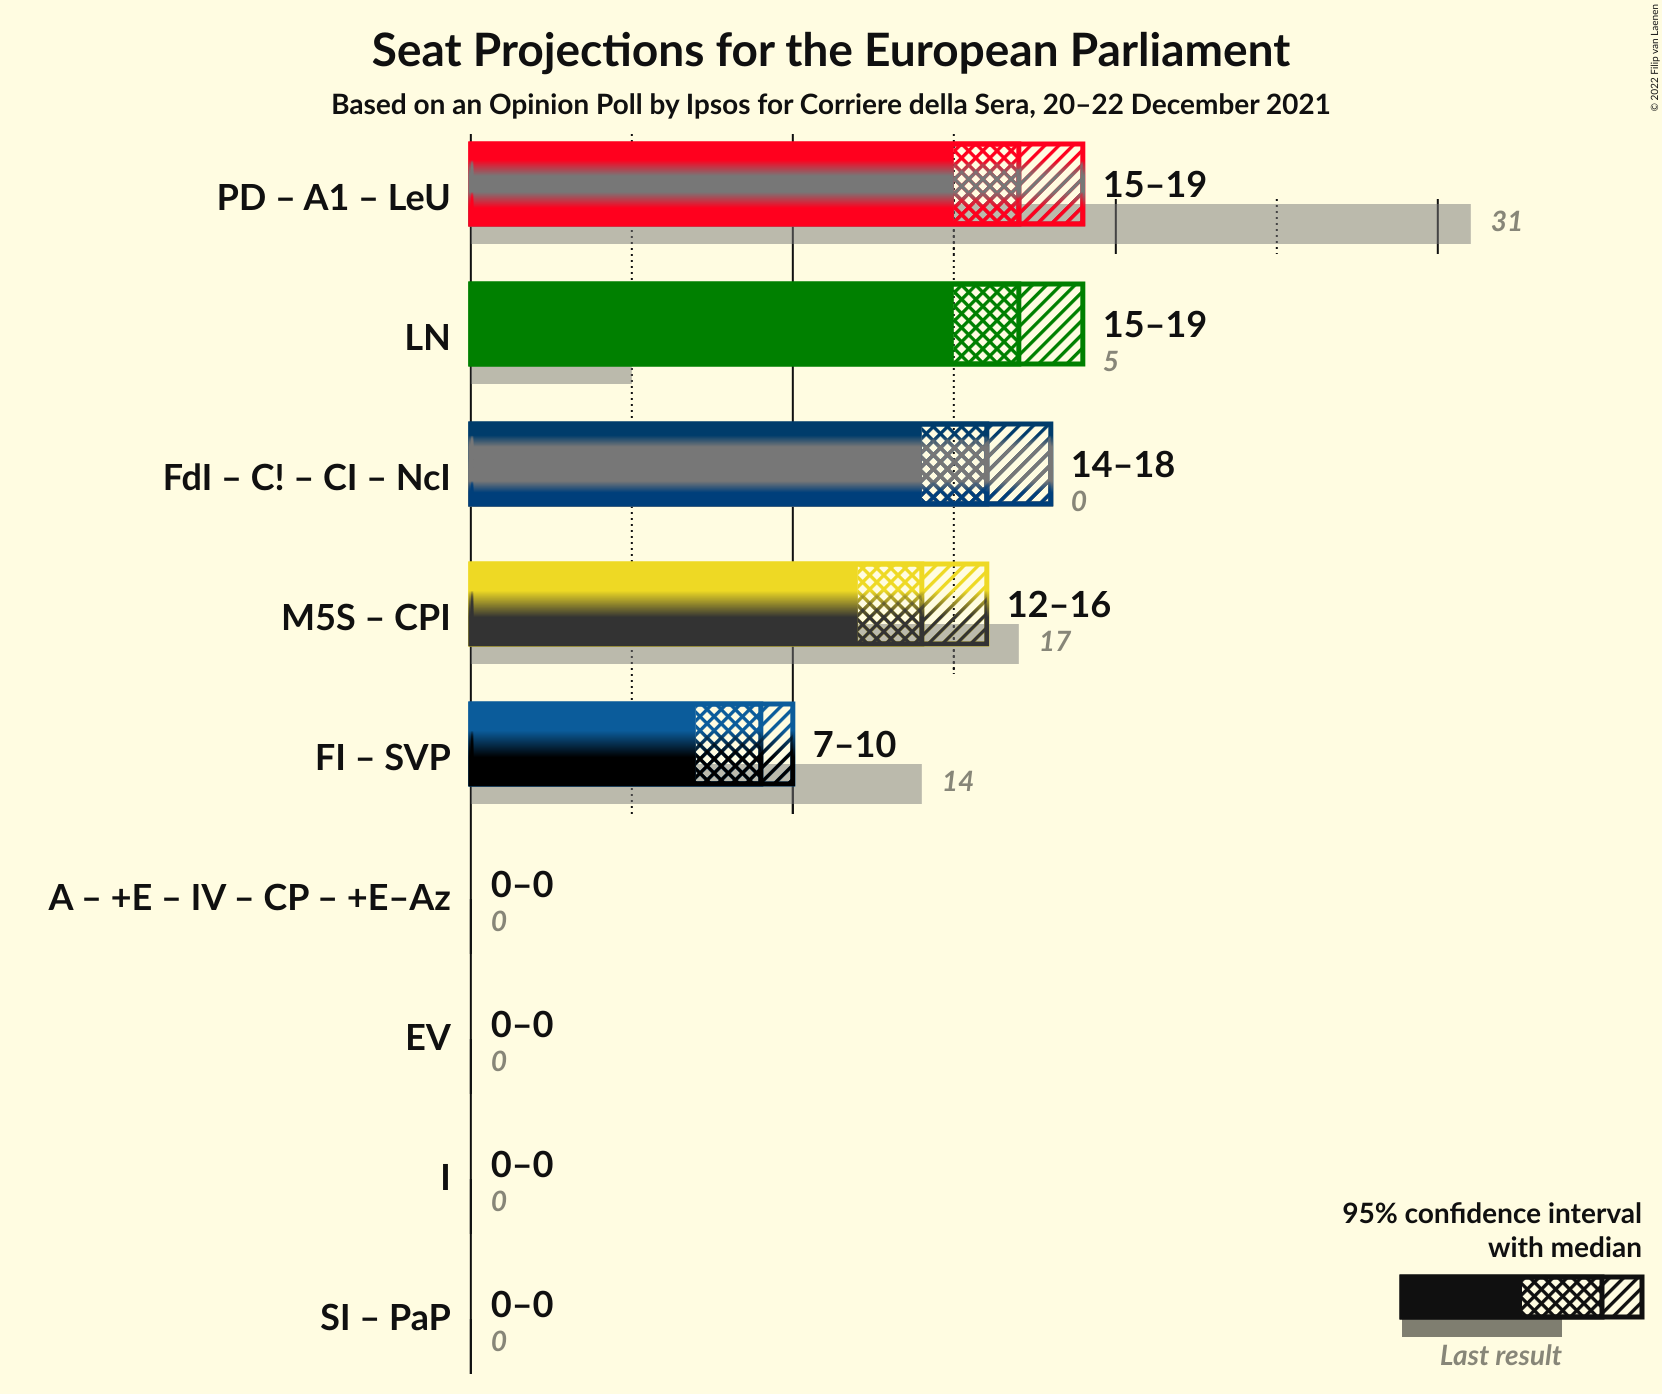 Seat Projections for the European Parliament
Based on an Opinion Poll by Ipsos for Corriere della Sera, 20–22 December 2021
© 2022 Filip van Laenen
PD – A1 – LeU
15–19
31
LN
15–19
5
FdI – C! – CI – NcI
14–18
0
M5S – CPI
12–16
17
FI – SVP
7–10
14
A – +E – IV – CP – +E–Az
0–0
0
EV
0–0
0
I
0–0
0
SI – PaP
0–0
0
95% confidence interval
with median
Last result